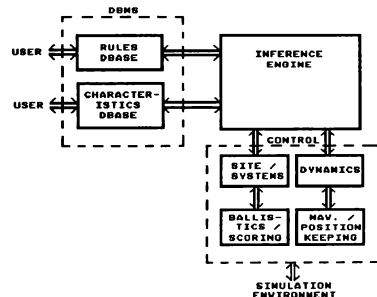 DBMS
USER
RULES
DBASE
INFERENCE
ENGINE
USER
CHARACTER-
ISTICS
DBASE
CONTROL
SITE /
SYSTEMS
DYNAMICS
BALLIS-
TICS /
SCORING
NAV. /
POSITION
KEEPING
SIMULATION
ENVIRONMENT